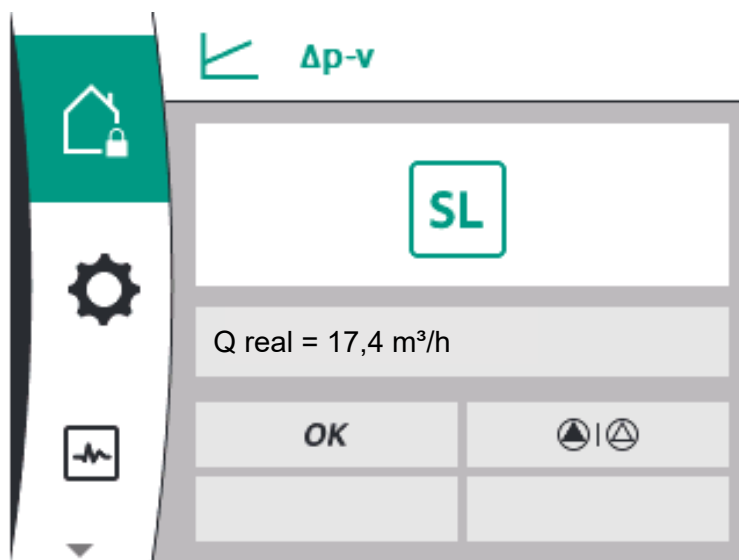 Δp-v
SL
Q real = 17,4 m³/h
OK